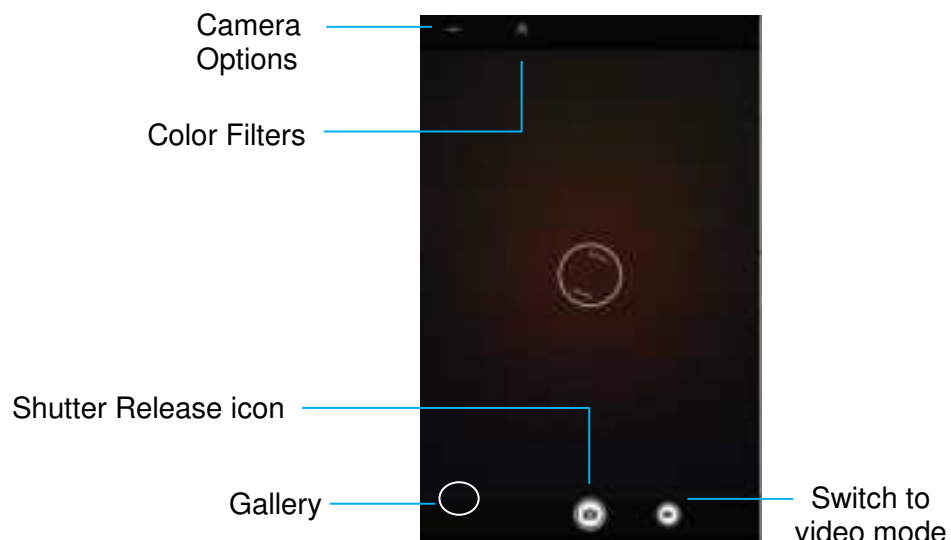 Camera
Options
Color Filters
Shutter Release icon
Gallery
Switch to
video mode